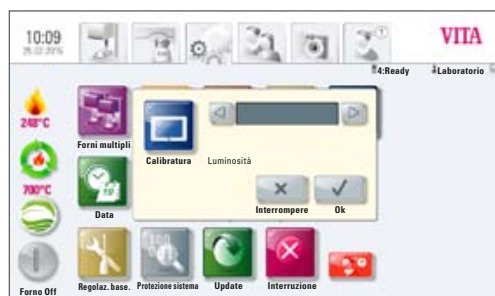 10:09
VITA
4:Ready
Laboratorio
248°C
Forni multipli
Calibratura
Luminosità
700°C
Data
Interrompere
Ok
Forno Off
Regolaz. base.
Protezione sistema
Update
Interruzione